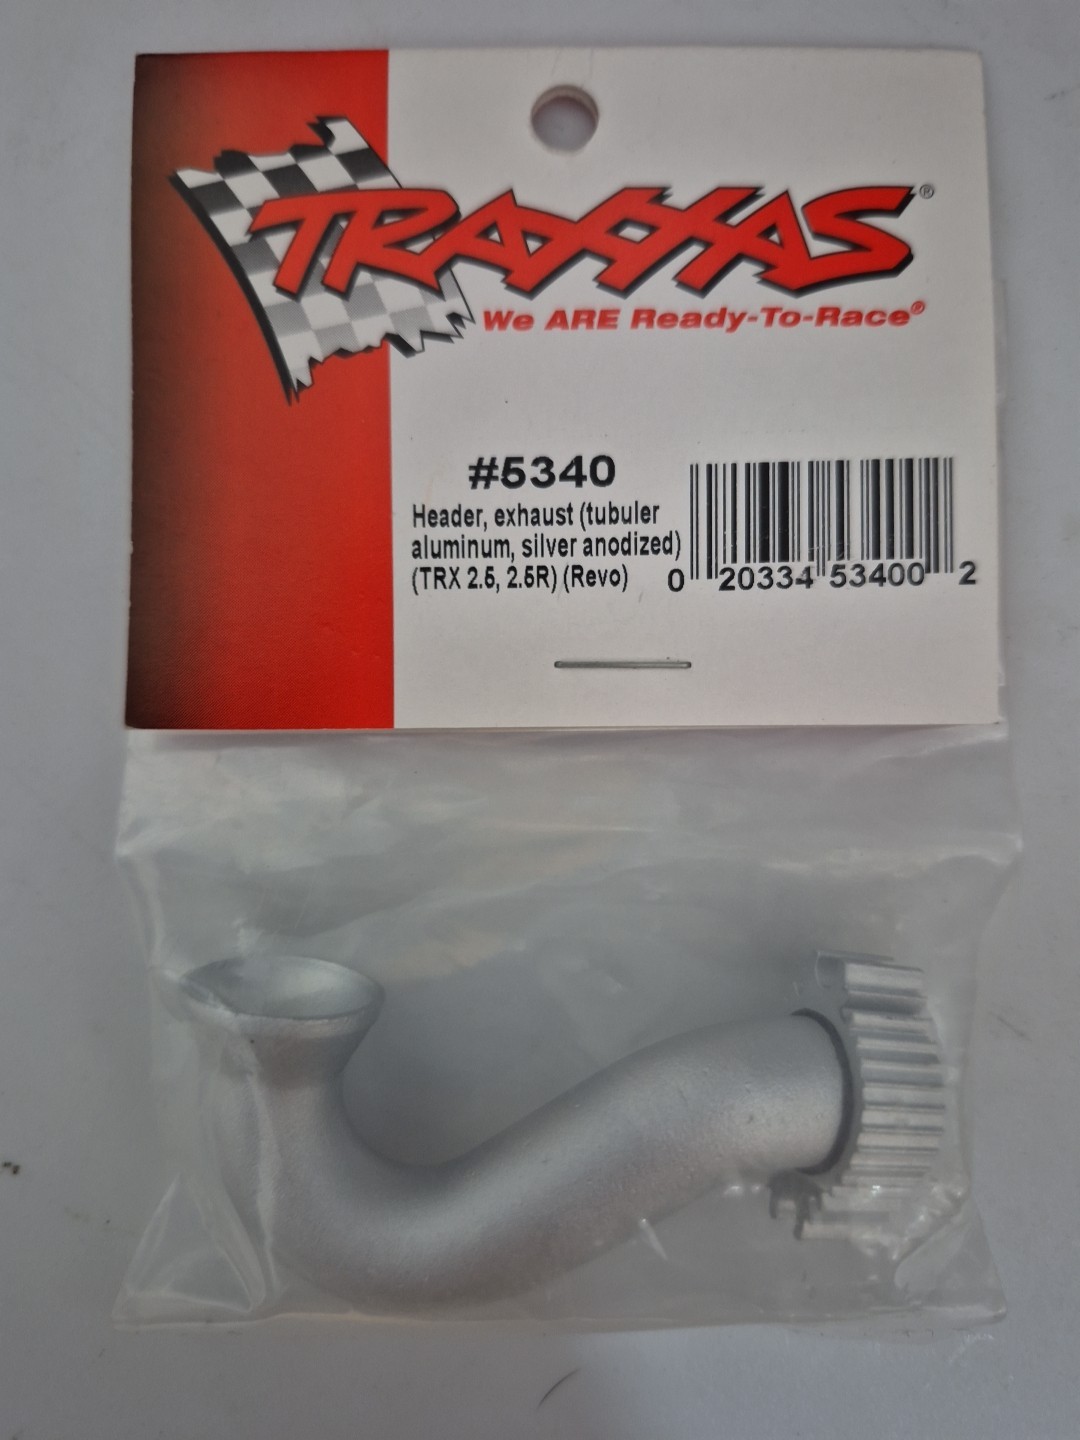 TRAXXAS®
We ARE Ready-To-Race®
#5340
Header, exhaust (tubuler
aluminum, silver anodized)
(TRX 2.5, 2.5R) (Revo)
0 20334 53400 2